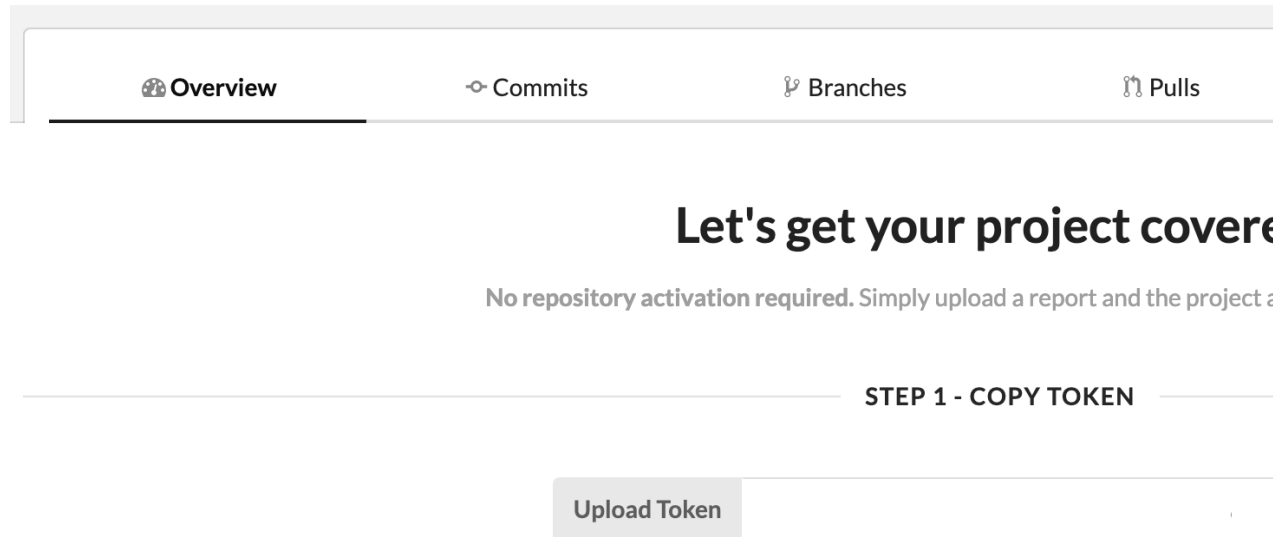 Overview Commits Branches Pulls
Let's get your project covere
No repository activation required. Simply upload a report and the project a
STEP 1 - COPY TOKEN
Upload Token